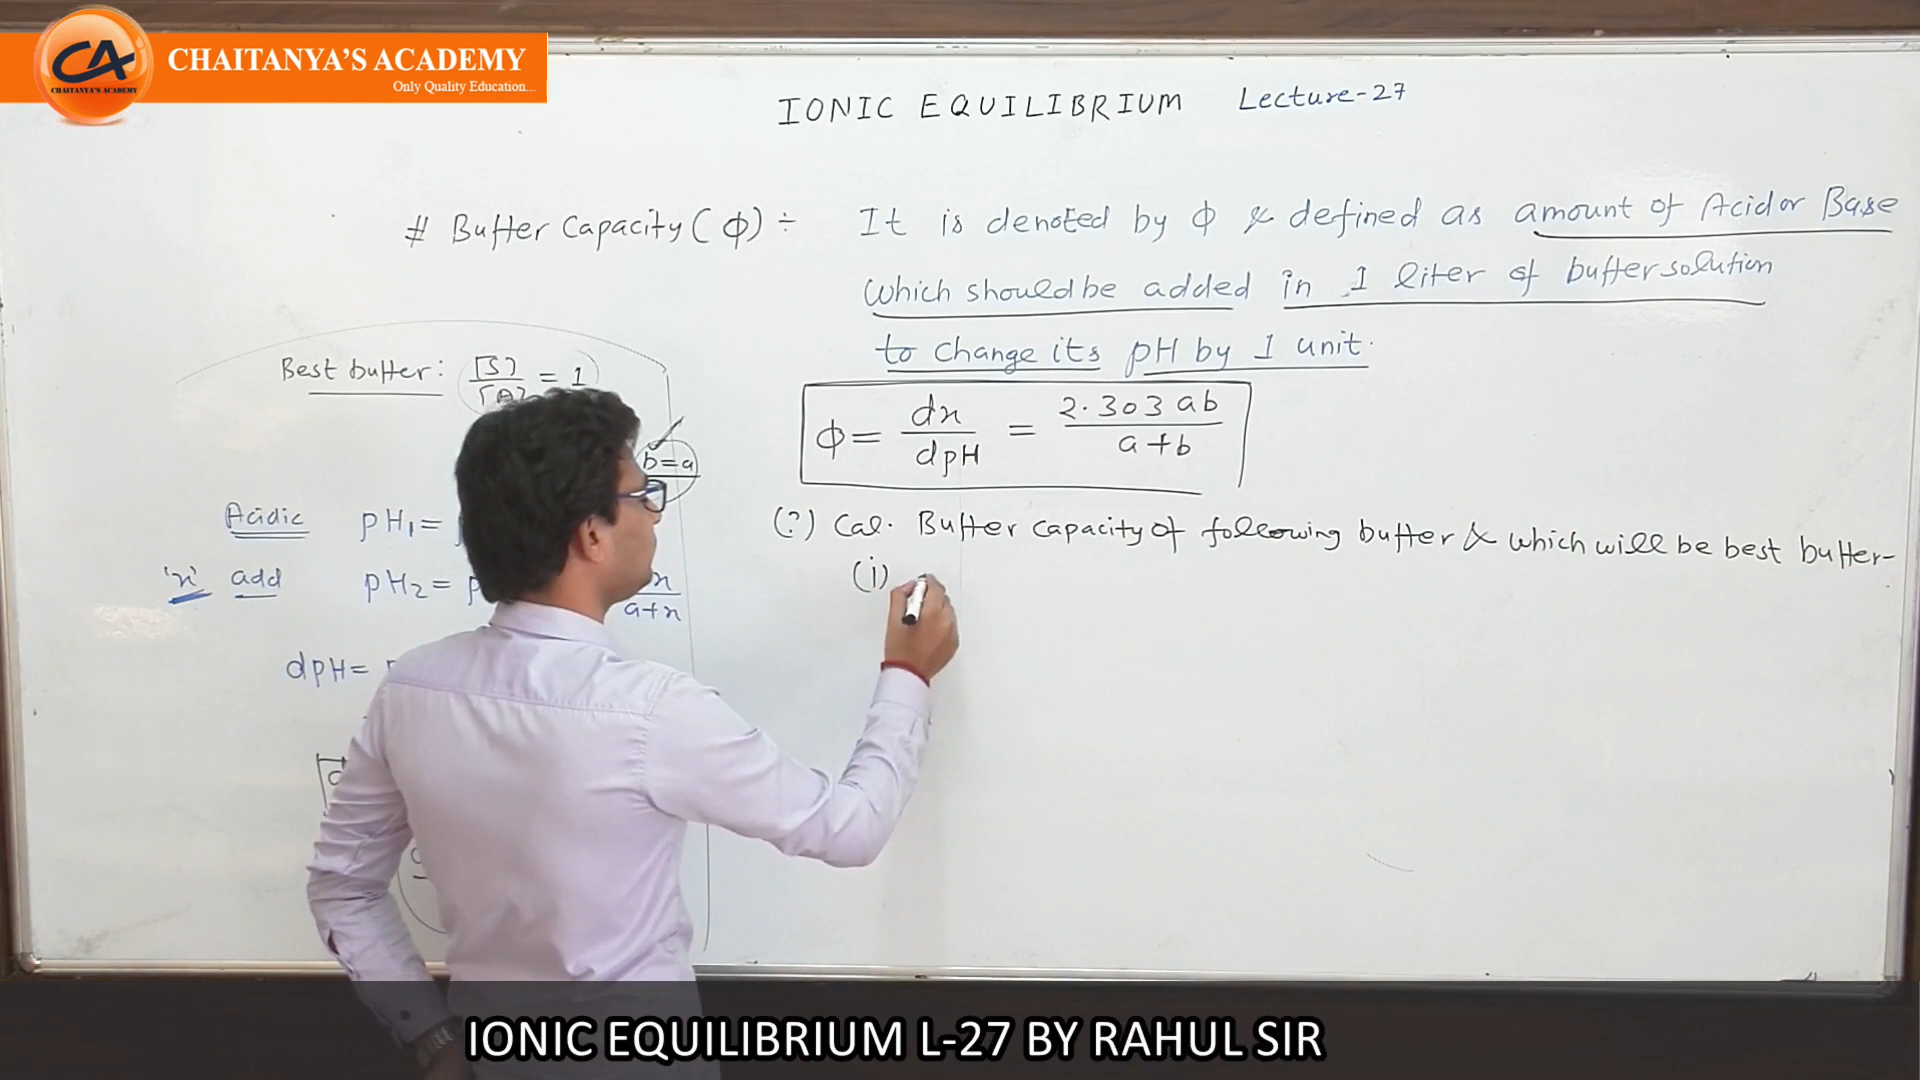 CHAITANYA'S ACADEMY
Only Quality Education...
CA
CHAITANYA'S ACADEMY
IONIC EQUILIBRIUM Lecture-27
# Buffer Capacity (ϕ) ÷ It is denoted by ϕ & defined as amount of Acid or Base
which should be added in 1 liter of buffer solution
to change its pH by 1 unit.
Best buffer: [S]/[A] = 1
ϕ = dx/dpH = 2.303 ab/a+b
b=a
Acidic pH₁=
'x' add pH₂= x/a+x
dpH=
(?) Cal. Buffer capacity of following buffer & which will be best buffer-
(i)
IONIC EQUILIBRIUM L-27 BY RAHUL SIR